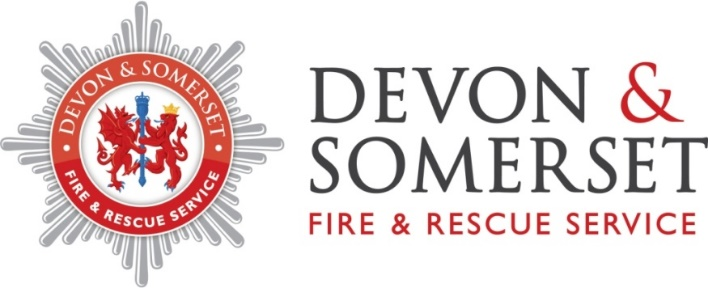 · DEVON & SOMERSET ·
FIRE & RESCUE SERVICE
DEVON &
SOMERSET
FIRE & RESCUE SERVICE